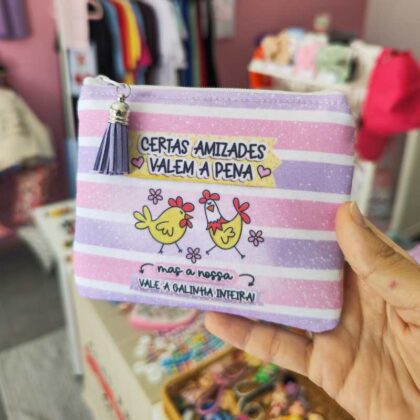 CERTAS AMIZADES
VALEM A PENA
mas a nossa
VALE A GALINHA INTEIRA!